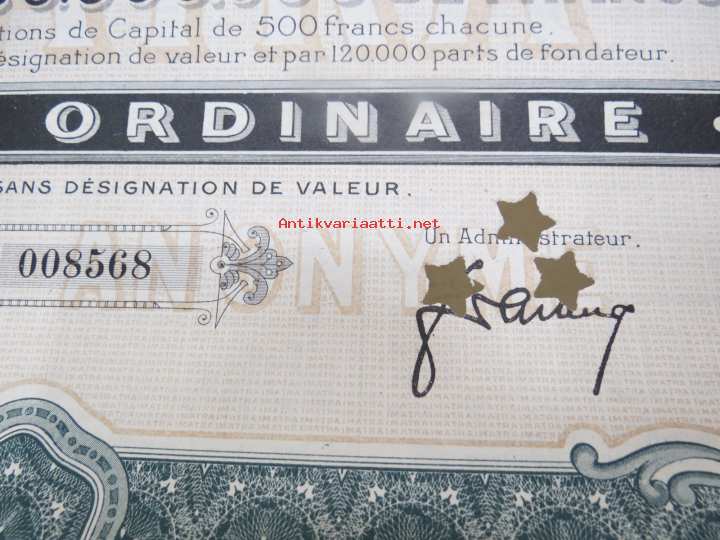 tions de Capital de 500 francs chacune.
ésignation de valeur et par 120.000 parts de fondateur.
ORDINAIRE
SANS DÉSIGNATION DE VALEUR.
Antikvariaatti.net
Un Administrateur.
008568
ANONYME